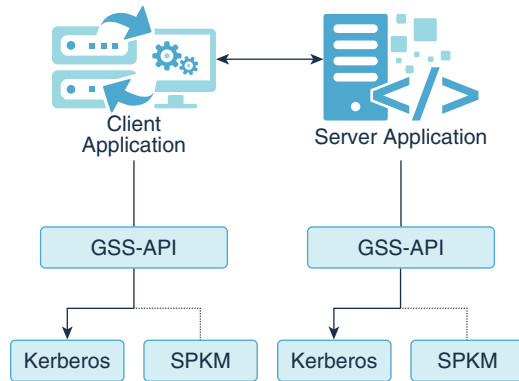 Client
Application
Server Application
GSS-API
GSS-API
Kerberos
SPKM
Kerberos
SPKM